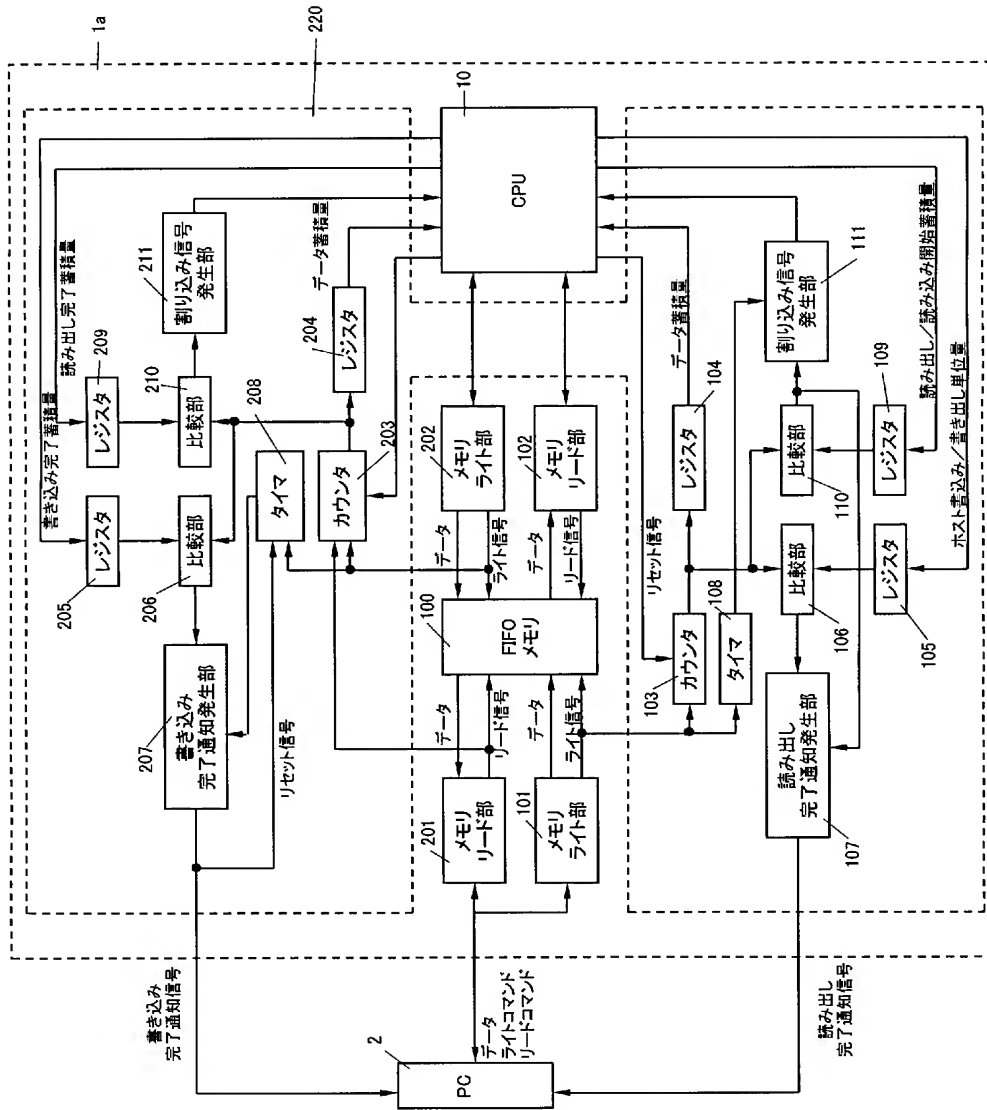 1a
220
10
CPU
書き込み完了蓄積量
読み出し完了蓄積量
211
割り込み信号
発生部
データ蓄積量
204
レジスタ
209
レジスタ
210
比較部
208
タイマ
203
カウンタ
205
レジスタ
206
比較部
207
書き込み
完了通知発生部
リセット信号
書き込み
完了通知信号
202
メモリ
ライト部
102
メモリ
リード部
データ
ライト信号
データ
リード信号
100
FIFO
メモリ
データ
リード信号
データ
ライト信号
201
メモリ
リード部
101
メモリ
ライト部
データ
ライトコマンド
リードコマンド
2
PC
データ蓄積量
104
レジスタ
リセット信号
103
カウンタ
108
タイマ
割り込み信号
発生部
111
110
比較部
109
レジスタ
106
比較部
105
レジスタ
読み出し/読み込み開始蓄積量
ホスト書込み/書き出し単位量
読み出し
完了通知発生部
107
読み出し
完了通知信号